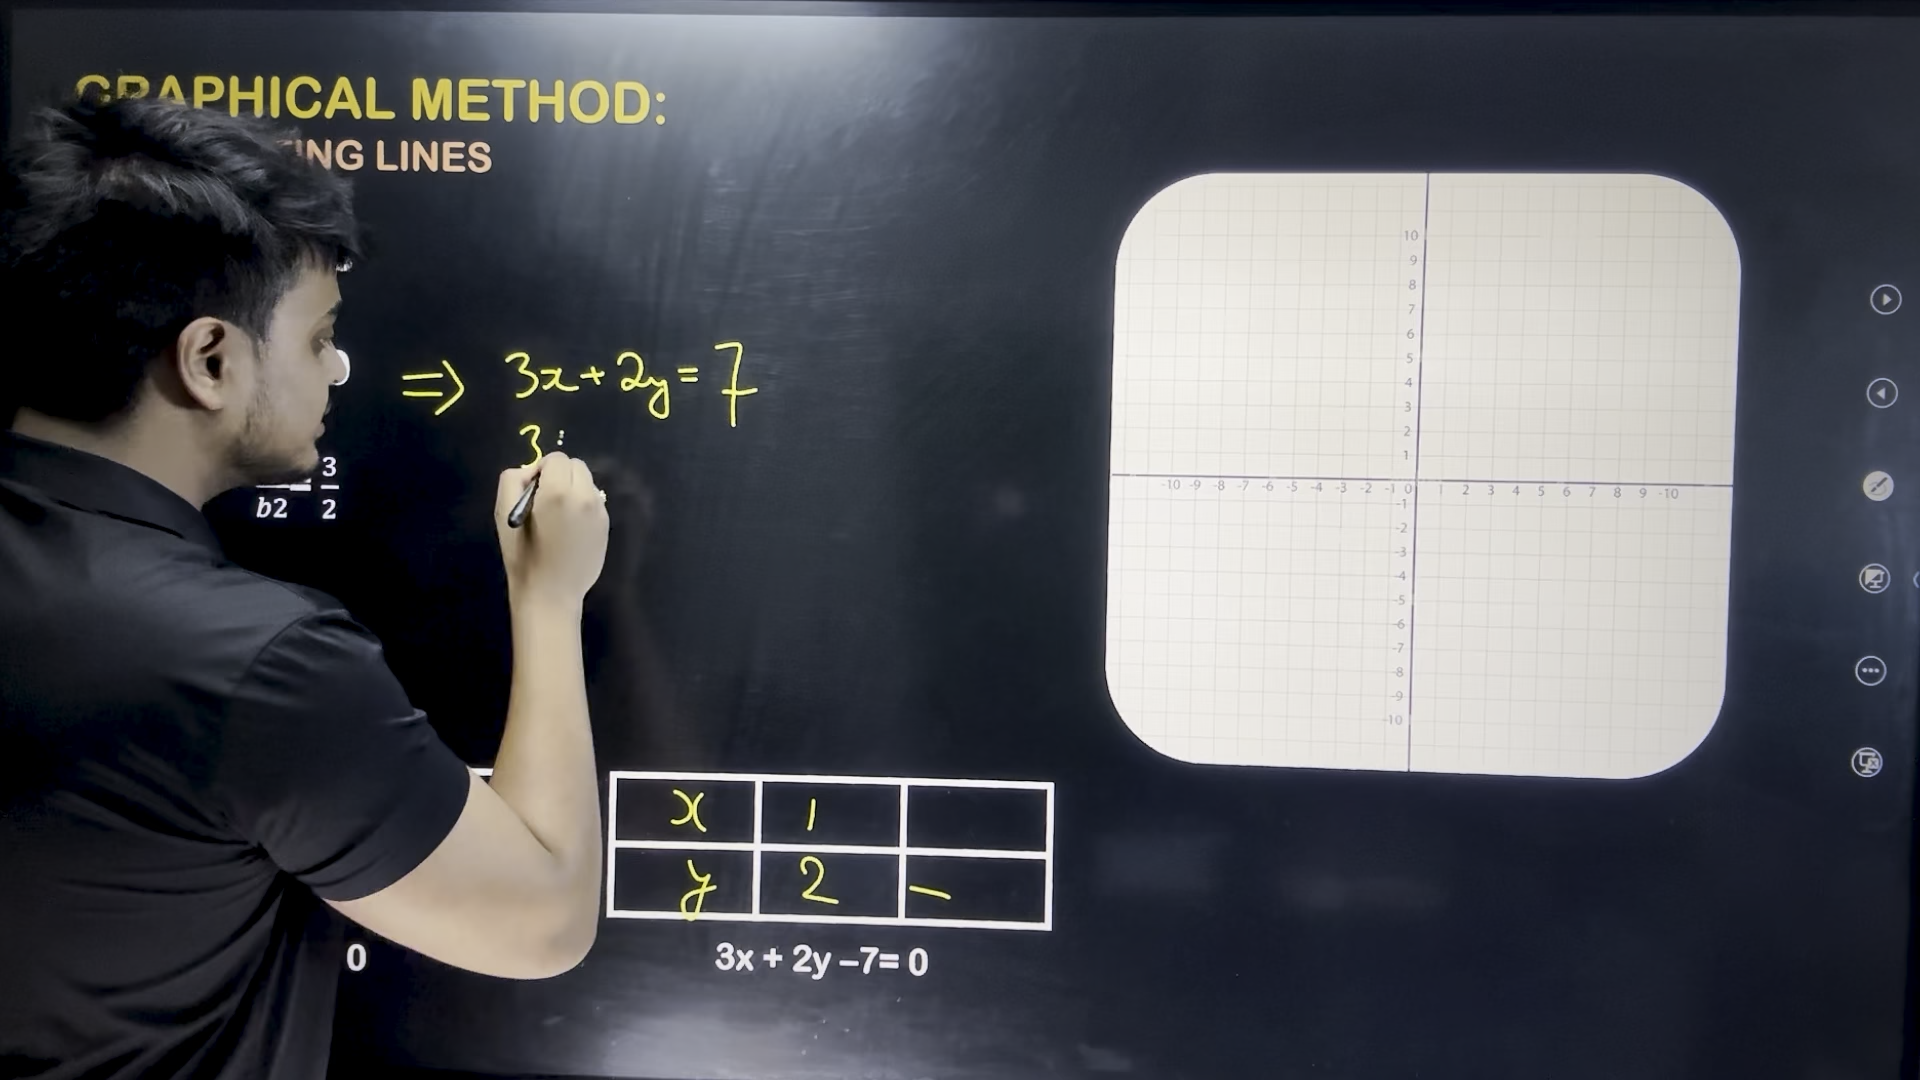 GRAPHICAL METHOD:
LINES
⇒ 3x+2y=7
3
3
b2 2
x 1
y 2 –
0
3x + 2y –7= 0
10
9
8
7
6
5
4
3
2
1
-10 -9 -8 -7 -6 -5 -4 -3 -2 -1 0 1 2 3 4 5 6 7 8 9 -10
-1
-2
-3
-4
-5
-6
-7
-8
-9
-10